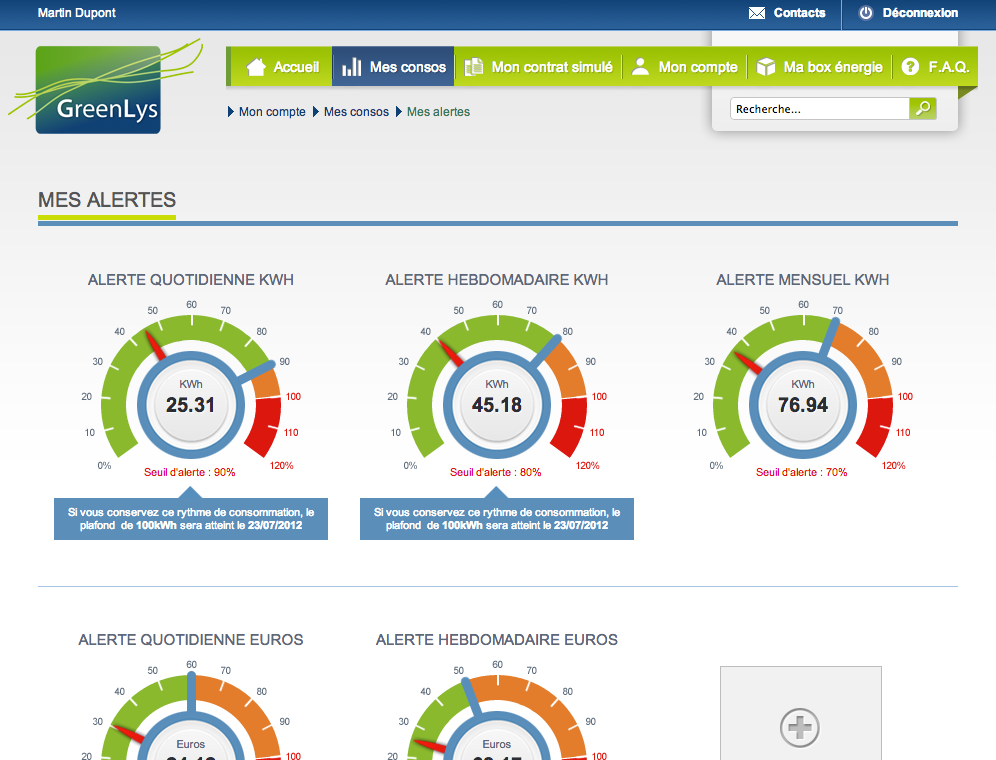 Martin Dupont
Contacts
Déconnexion
GreenLys
Accueil
Mes consos
Mon contrat simulé
Mon compte
Ma box énergie
F.A.Q.
Mon compte Mes consos Mes alertes
Recherche...
MES ALERTES
ALERTE QUOTIDIENNE KWH
0%
10
20
30
40
50
60
70
80
90
100
110
120%
KWh
25.31
Seuil d'alerte : 90%
Si vous conservez ce rythme de consommation, le
plafond de 100kWh sera atteint le 23/07/2012
ALERTE HEBDOMADAIRE KWH
0%
10
20
30
40
50
60
70
80
90
100
110
120%
KWh
45.18
Seuil d'alerte : 80%
Si vous conservez ce rythme de consommation, le
plafond de 100kWh sera atteint le 23/07/2012
ALERTE MENSUEL KWH
0%
10
20
30
40
50
60
70
80
90
100
110
120%
KWh
76.94
Seuil d'alerte : 70%
ALERTE QUOTIDIENNE EUROS
20
30
40
50
60
70
80
90
100
Euros
ALERTE HEBDOMADAIRE EUROS
20
30
40
50
60
70
80
90
100
Euros